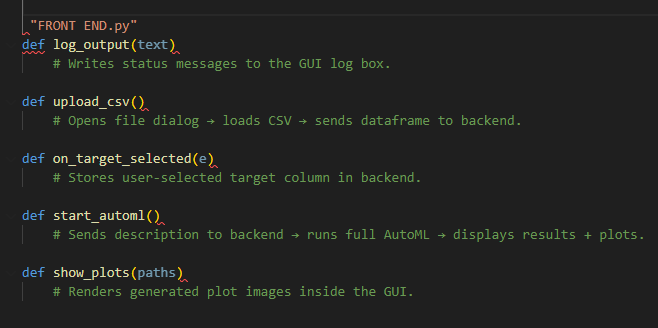 "FRONT END.py"
def log_output(text)
# Writes status messages to the GUI log box.
def upload_csv()
# Opens file dialog → loads CSV → sends dataframe to backend.
def on_target_selected(e)
# Stores user-selected target column in backend.
def start_automl()
# Sends description to backend → runs full AutoML → displays results + plots.
def show_plots(paths)
# Renders generated plot images inside the GUI.